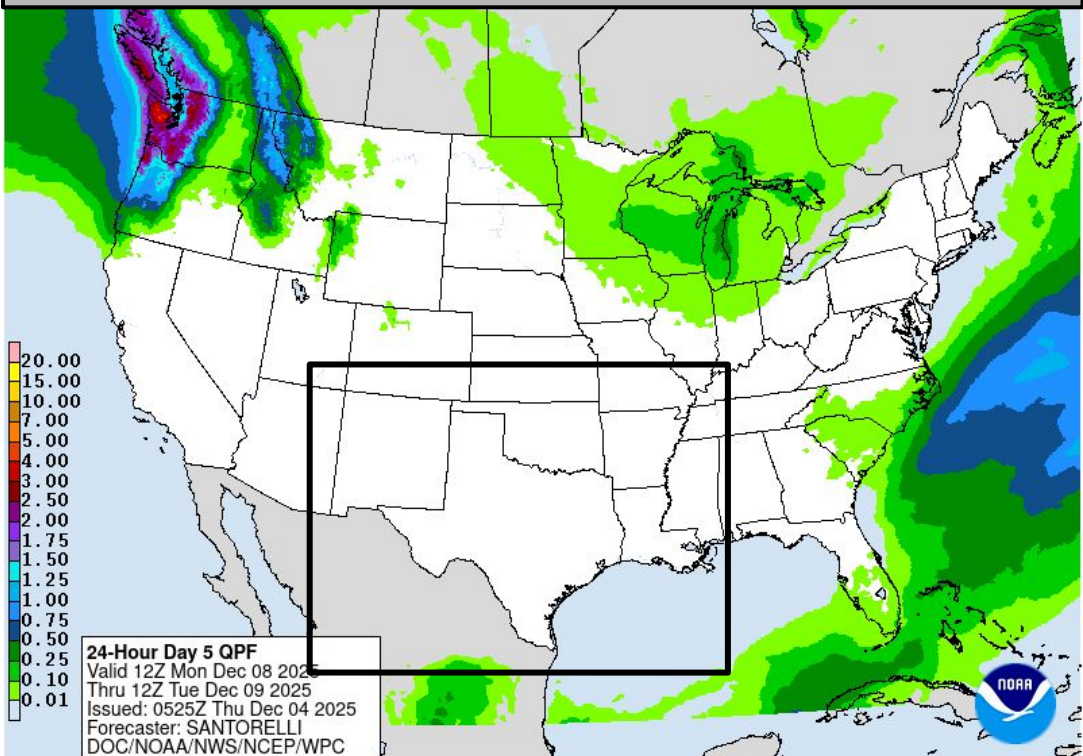 20.00
15.00
10.00
7.00
5.00
4.00
3.00
2.50
2.00
1.75
1.50
1.25
1.00
0.75
0.50
0.25
0.10
0.01
24-Hour Day 5 QPF
Valid 12Z Mon Dec 08 2025
Thru 12Z Tue Dec 09 2025
Issued: 0525Z Thu Dec 04 2025
Forecaster: SANTORELLI
DOC/NOAA/NWS/NCEP/WPC
NOAA